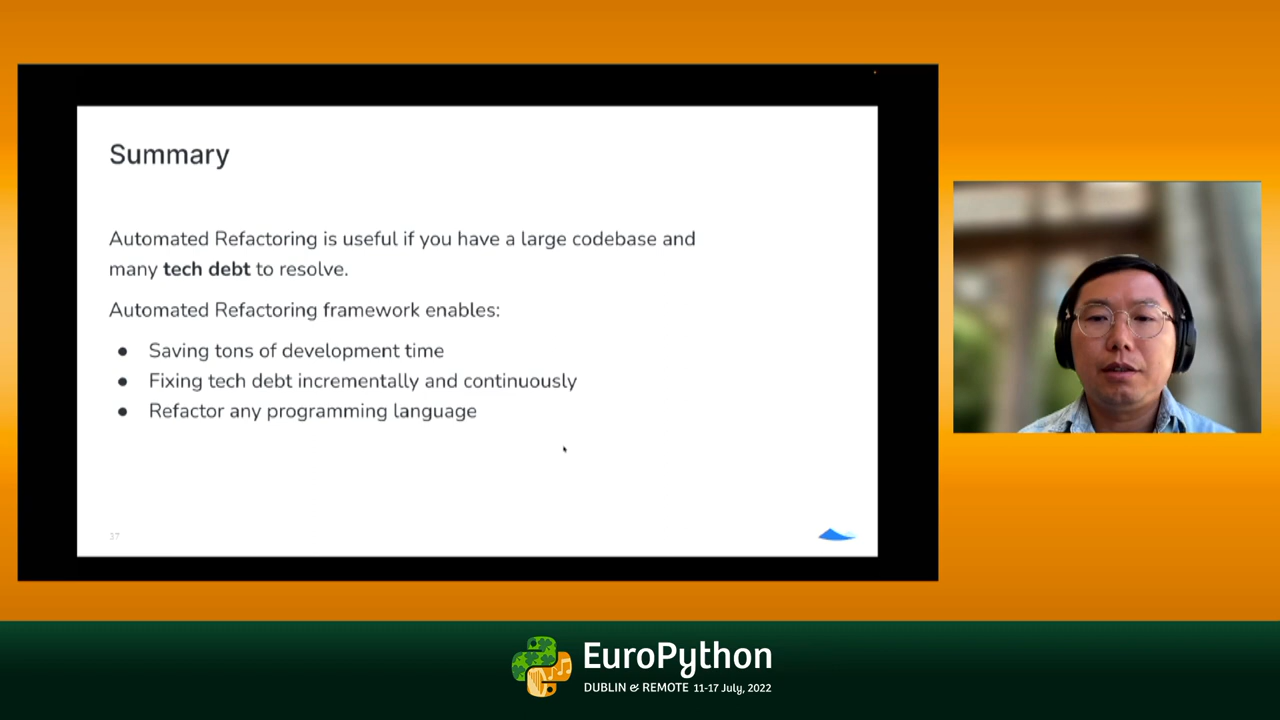 Summary
Automated Refactoring is useful if you have a large codebase and
many tech debt to resolve.
Automated Refactoring framework enables:
● Saving tons of development time
● Fixing tech debt incrementally and continuously
● Refactor any programming language
37
EuroPython
DUBLIN & REMOTE 11-17 July, 2022